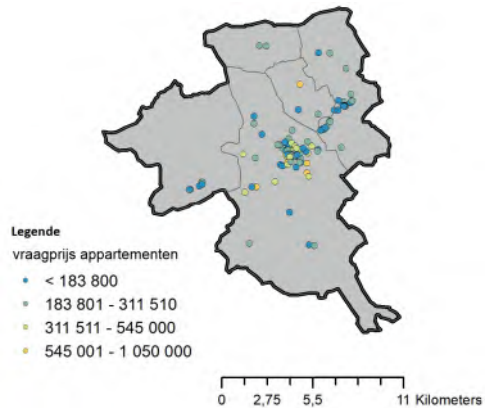 Legende
vraagprijs appartementen
< 183 800
183 801 - 311 510
311 511 - 545 000
545 001 - 1 050 000
0 2,75 5,5 11 Kilometers